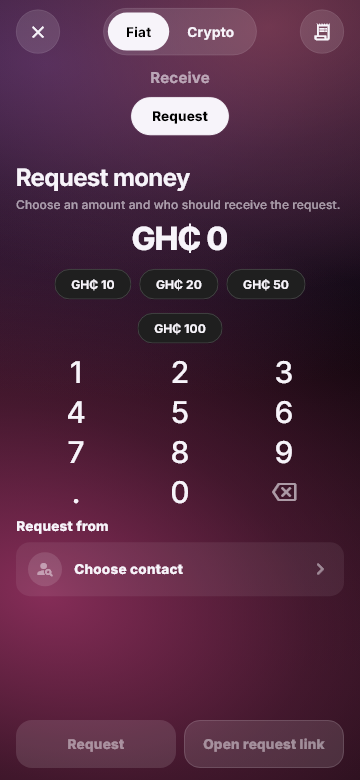 Fiat
Crypto
Receive
Request
Request money
Choose an amount and who should receive the request.
GH₵ 0
GH₵ 10
GH₵ 20
GH₵ 50
GH₵ 100
1 2 3
4 5 6
7 8 9
. 0
Request from
Choose contact
Request
Open request link